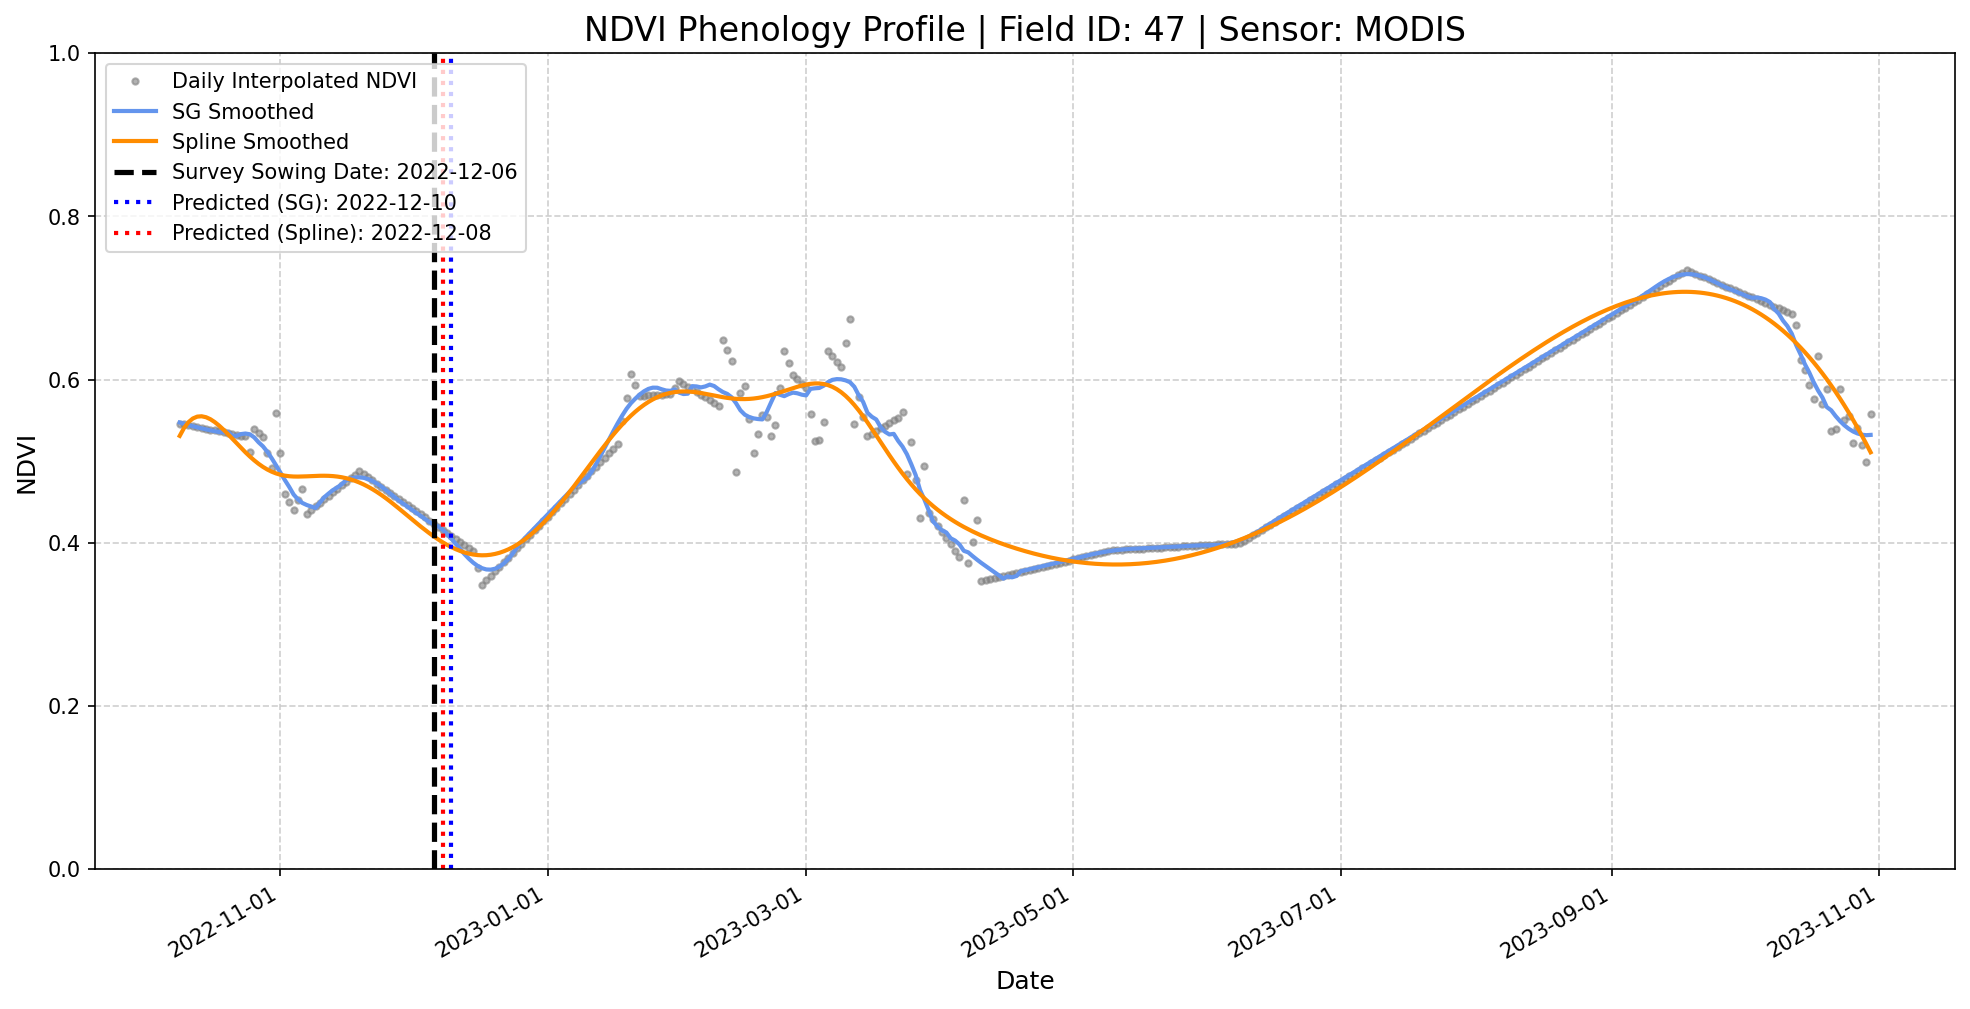 NDVI Phenology Profile | Field ID: 47 | Sensor: MODIS
1.0
0.8
0.6
0.4
0.2
0.0
NDVI
Daily Interpolated NDVI
SG Smoothed
Spline Smoothed
Survey Sowing Date: 2022-12-06
Predicted (SG): 2022-12-10
Predicted (Spline): 2022-12-08
2022-11-01
2023-01-01
2023-03-01
2023-05-01
2023-07-01
2023-09-01
2023-11-01
Date